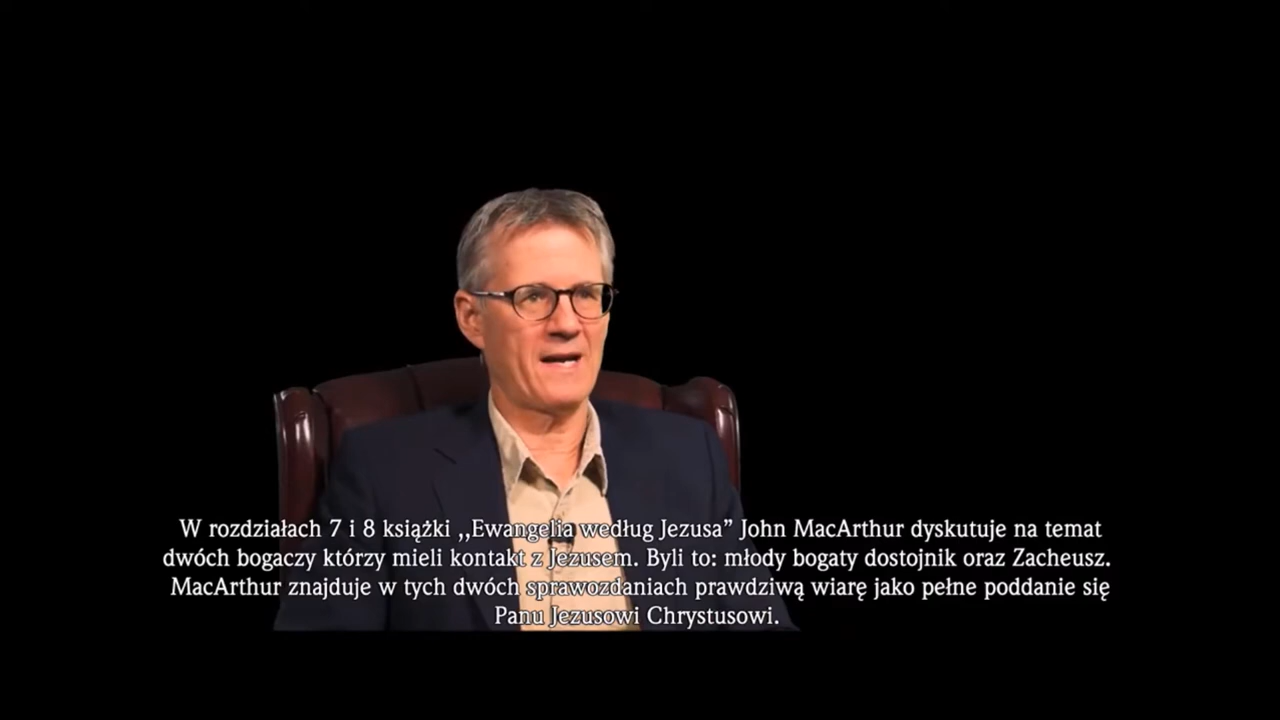 W rozdziałach 7 i 8 książki ,,Ewangelia według Jezusa” John MacArthur dyskutuje na temat
dwóch bogaczy którzy mieli kontakt z Jezusem. Byli to: młody bogaty dostojnik oraz Zacheusz.
MacArthur znajduje w tych dwóch sprawozdaniach prawdziwą wiarę jako pełne poddanie się
Panu Jezusowi Chrystusowi.